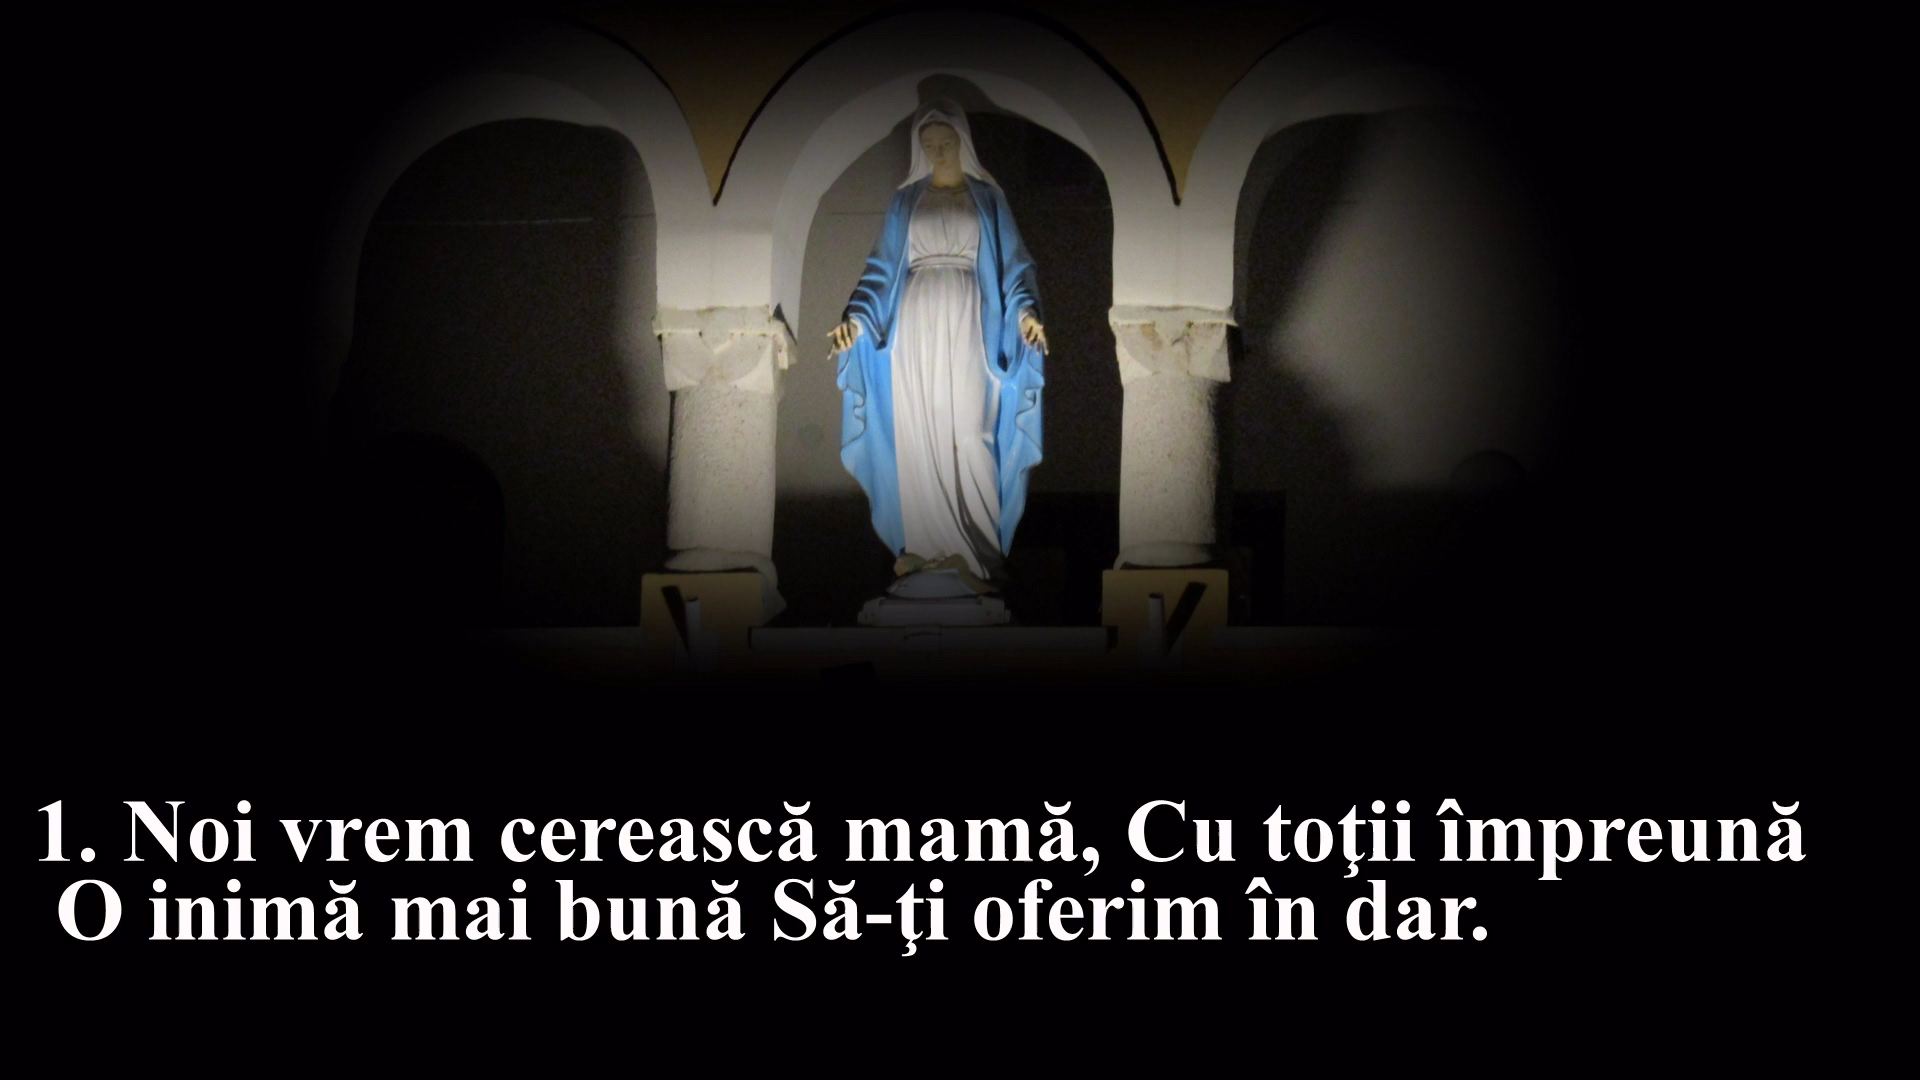 1. Noi vrem cerească mamă, Cu toţii împreună
O inimă mai bună Să-ţi oferim în dar.